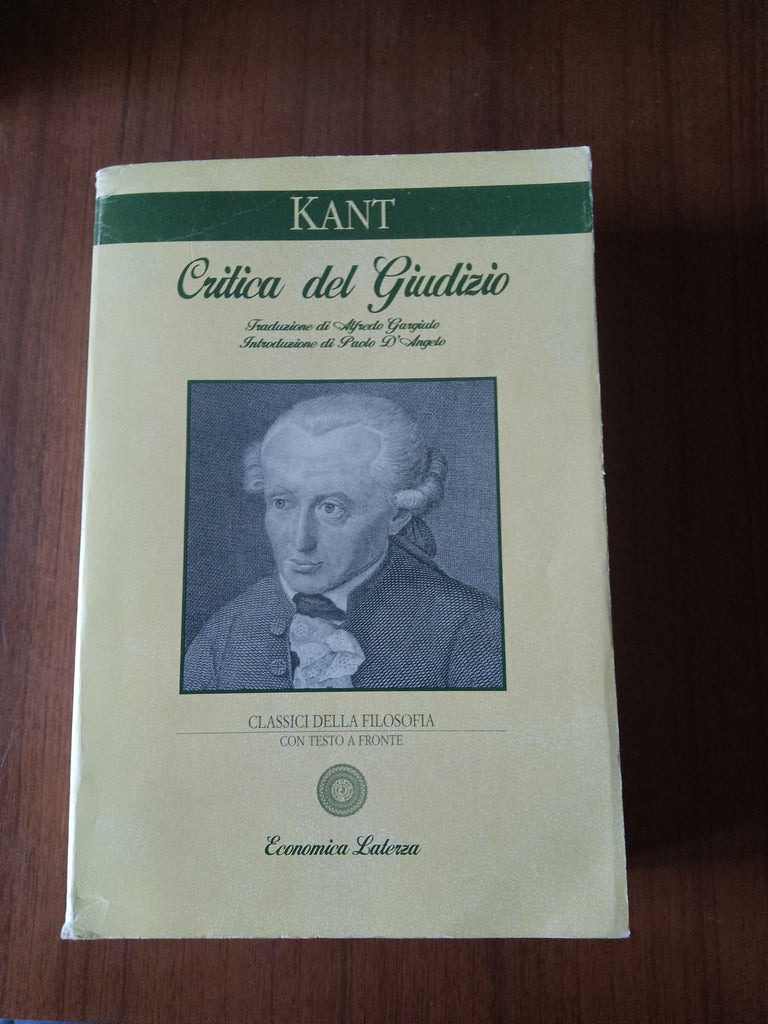 KANT
Critica del Giudizio
Traduzione di Alfredo Gargiulo
Introduzione di Paolo D'Angelo
CLASSICI DELLA FILOSOFIA
CON TESTO A FRONTE
Economica Laterza